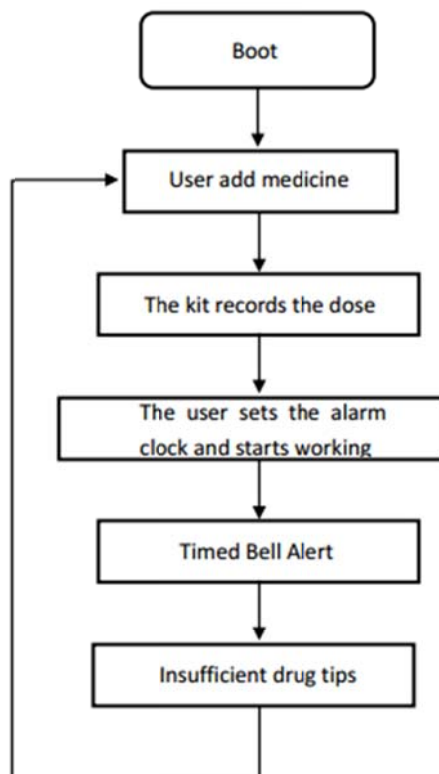 Boot
User add medicine
The kit records the dose
The user sets the alarm
clock and starts working
Timed Bell Alert
Insufficient drug tips